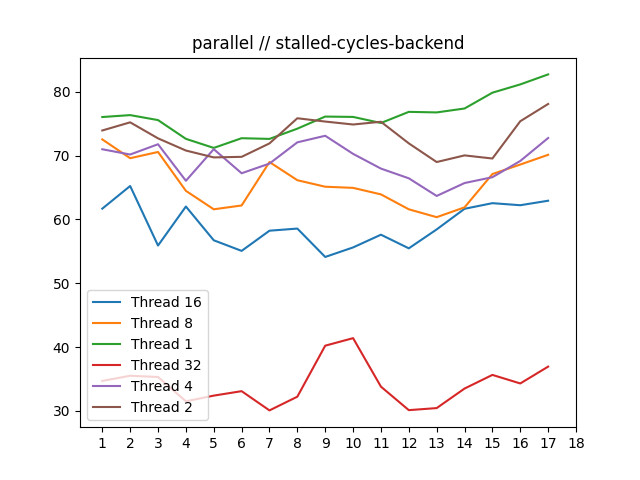 parallel // stalled-cycles-backend
80
70
60
50
40
30
Thread 16
Thread 8
Thread 1
Thread 32
Thread 4
Thread 2
1 2 3 4 5 6 7 8 9 10 11 12 13 14 15 16 17 18